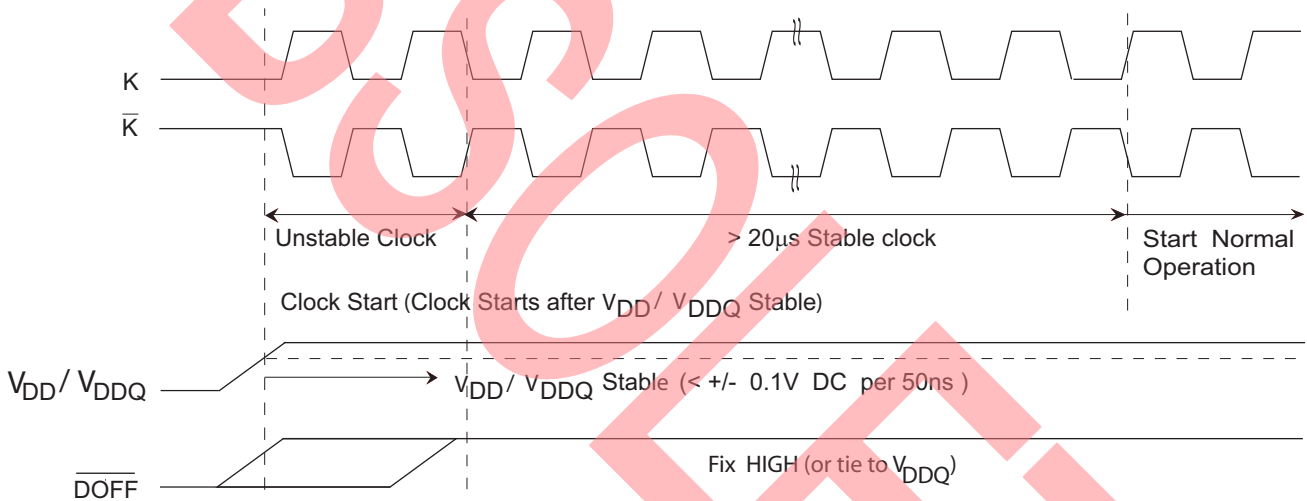 K
K̅
Unstable Clock
> 20μs Stable clock
Start Normal
Operation
Clock Start (Clock Starts after VDD / VDDQ Stable)
VDD / VDDQ
VDD / VDDQ Stable (< +/- 0.1V DC per 50ns )
Fix HIGH (or tie to VDDQ)
D̅O̅F̅F̅